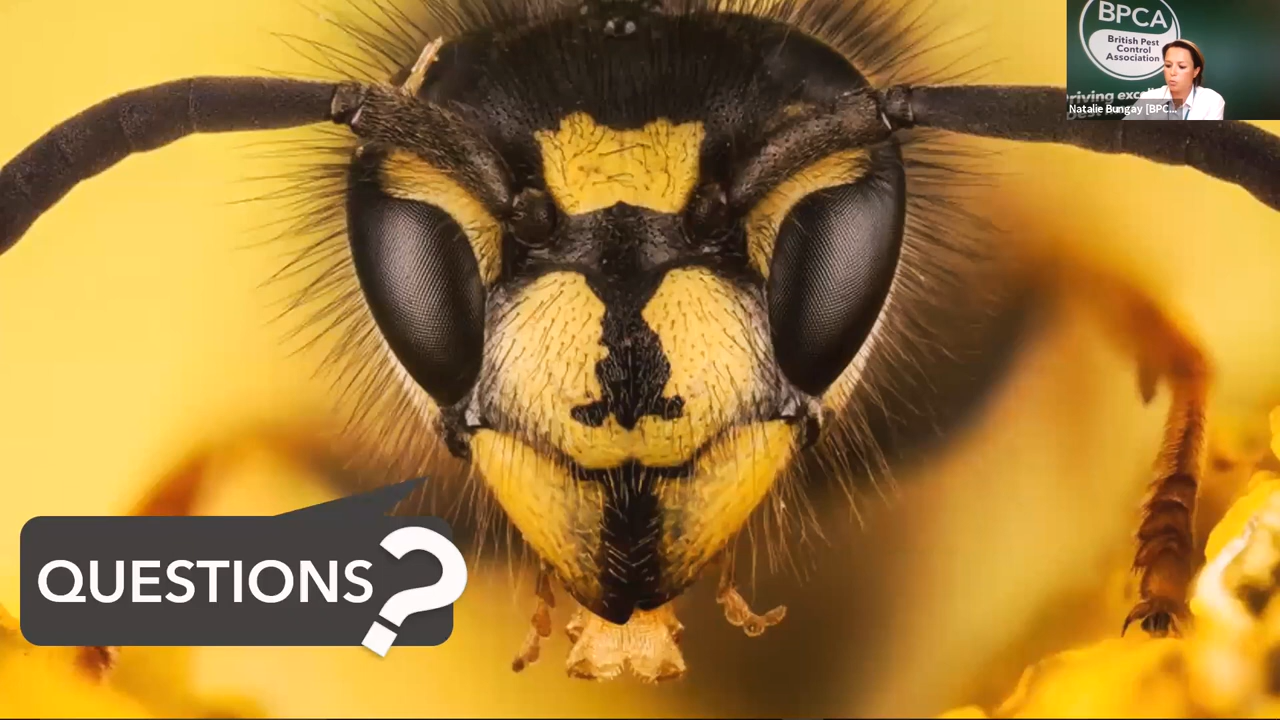 BPCA
British Pest
Control
Association
Natalie Bungay [BPC...
QUESTIONS?